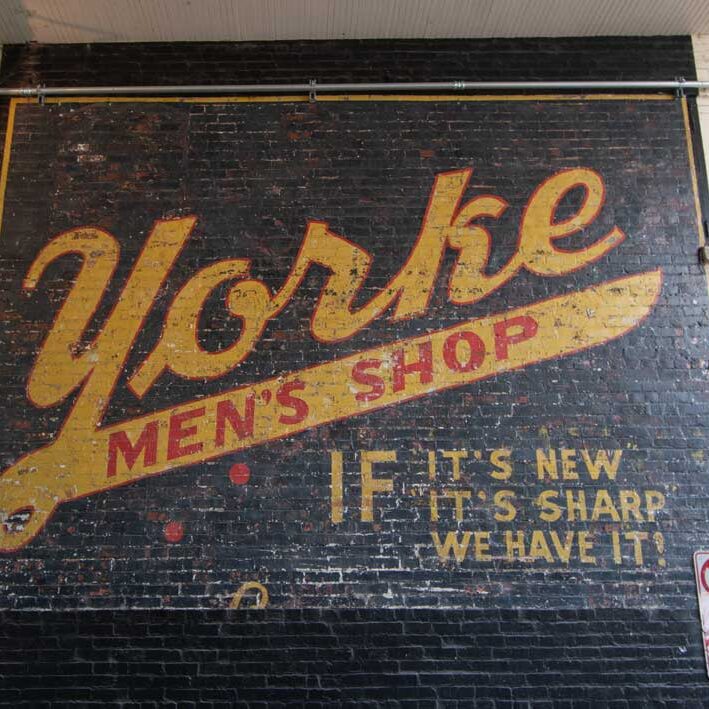 Yorke
MEN'S SHOP
IF "IT'S NEW"
"IT'S SHARP"
WE HAVE IT!